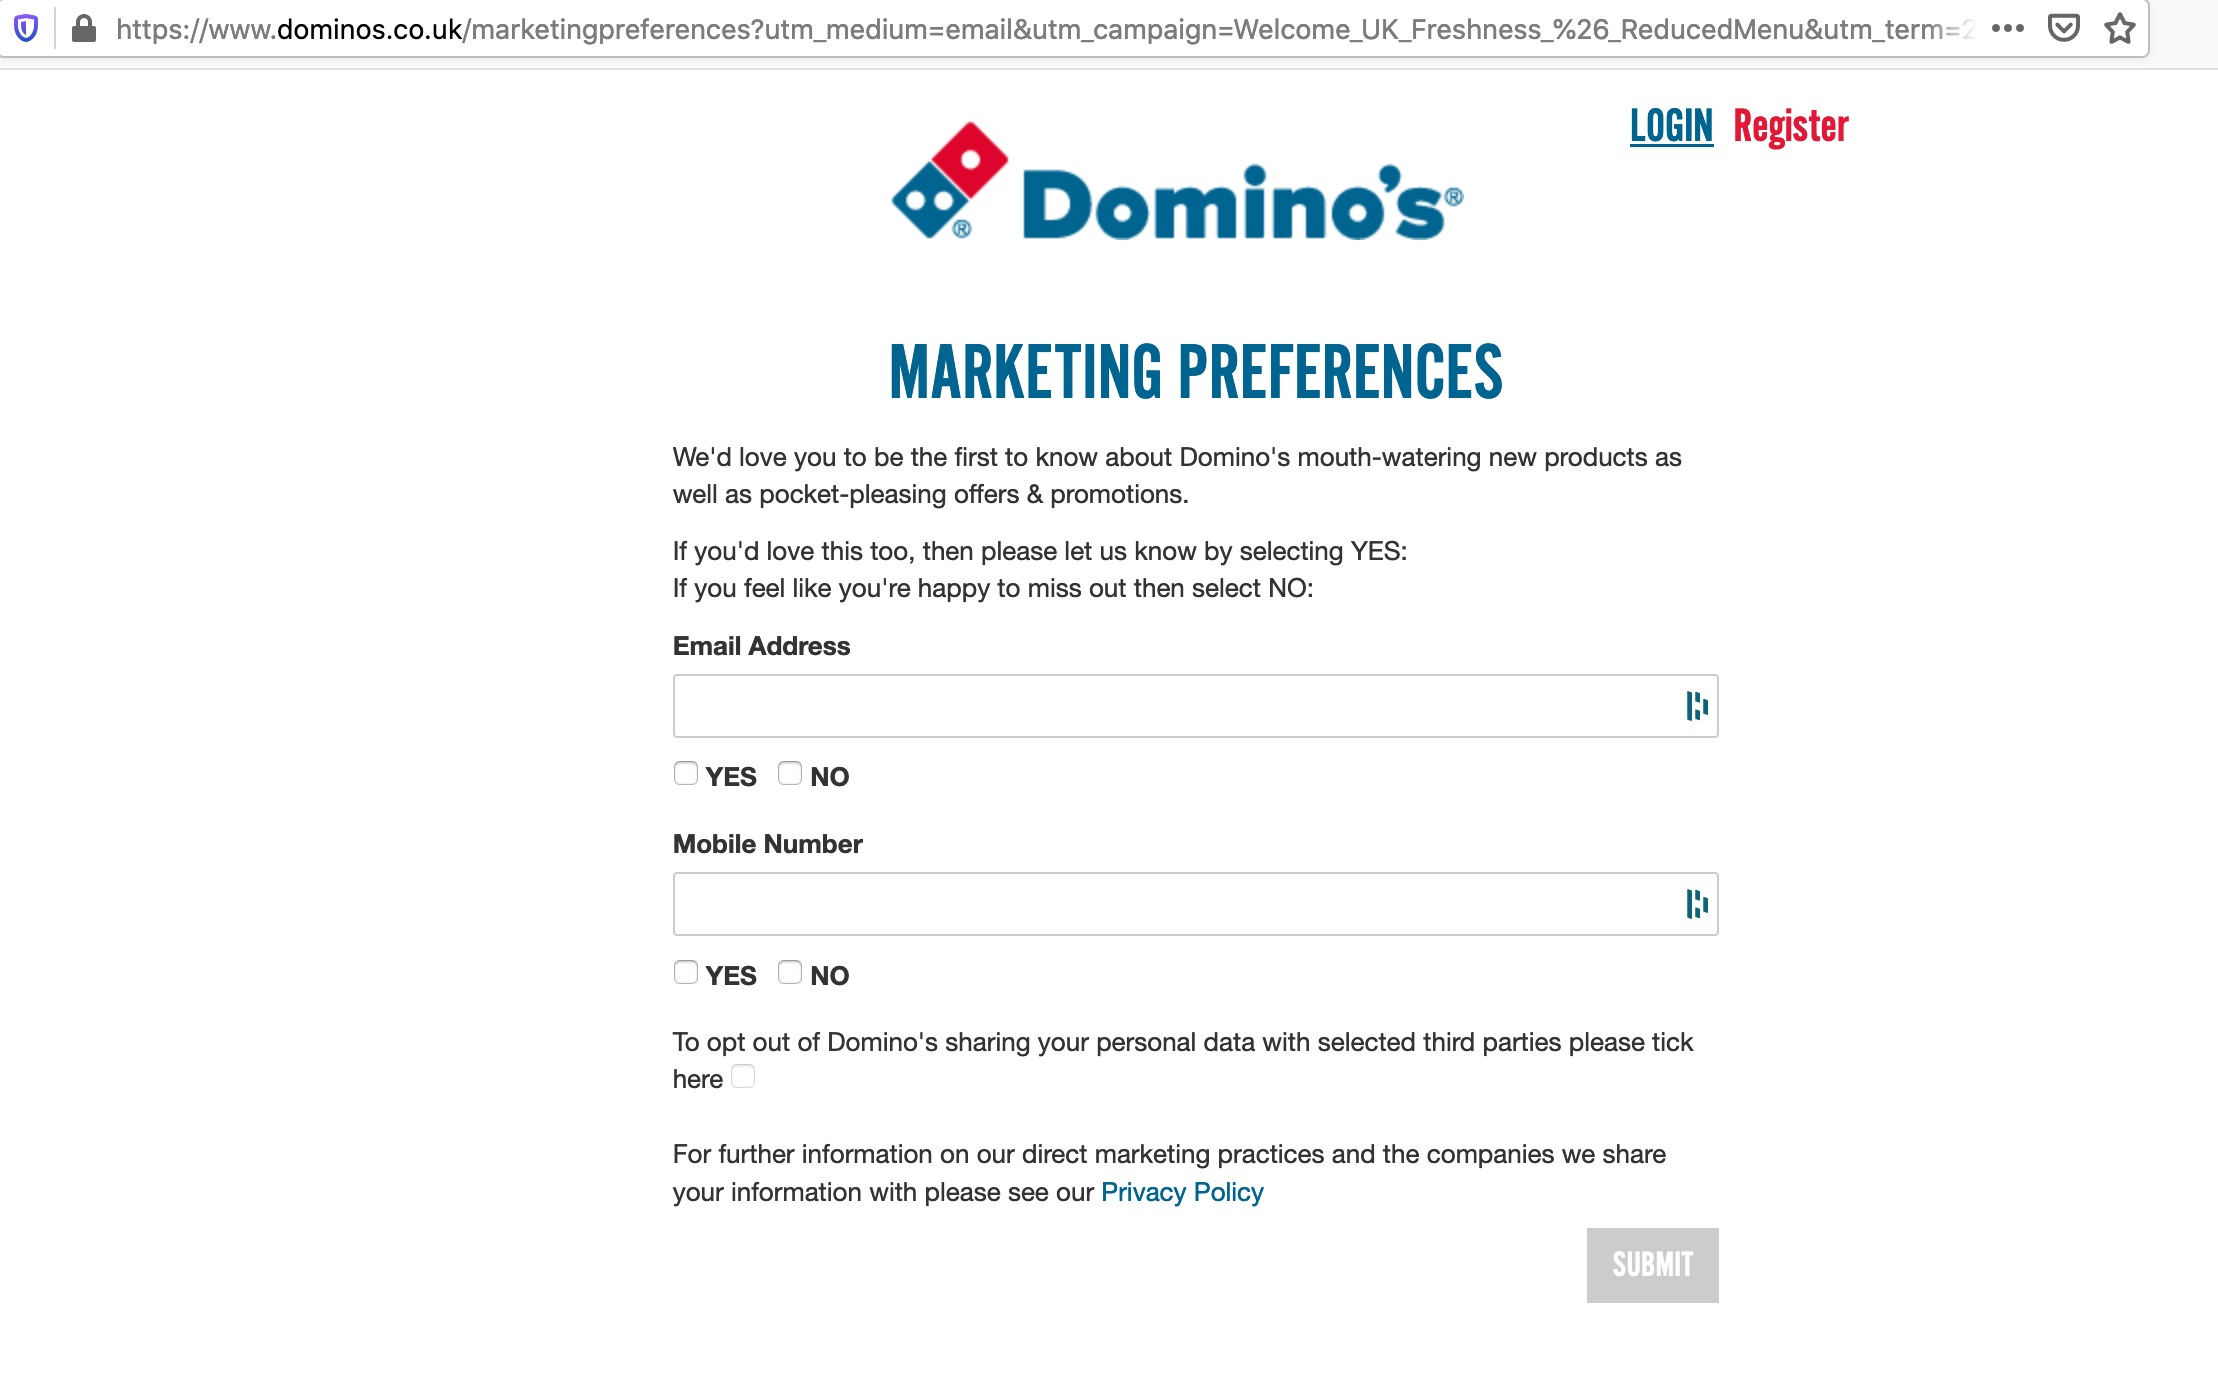 https://www.dominos.co.uk/marketingpreferences?utm_medium=email&utm_campaign=Welcome_UK_Freshness_%26_ReducedMenu&utm_term=2
LOGIN Register
Domino's®
®
MARKETING PREFERENCES
We'd love you to be the first to know about Domino's mouth-watering new products as
well as pocket-pleasing offers & promotions.
If you'd love this too, then please let us know by selecting YES:
If you feel like you're happy to miss out then select NO:
Email Address
YES NO
Mobile Number
YES NO
To opt out of Domino's sharing your personal data with selected third parties please tick
here
For further information on our direct marketing practices and the companies we share
your information with please see our Privacy Policy
SUBMIT